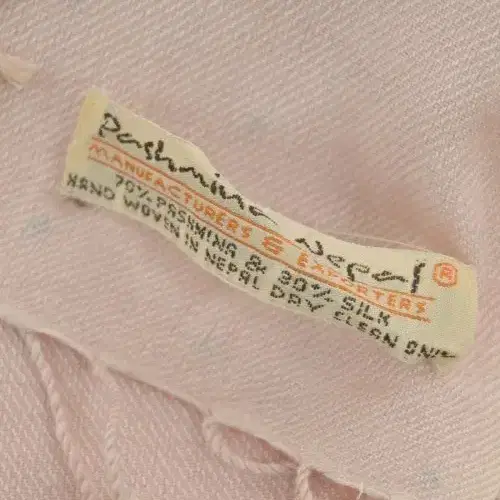 Pashmina Nepal ®
MANUFACTURERS & EXPORTERS
70% PASHMINA & 30% SILK
HAND WOVEN IN NEPAL DRY CLEAN ONLY